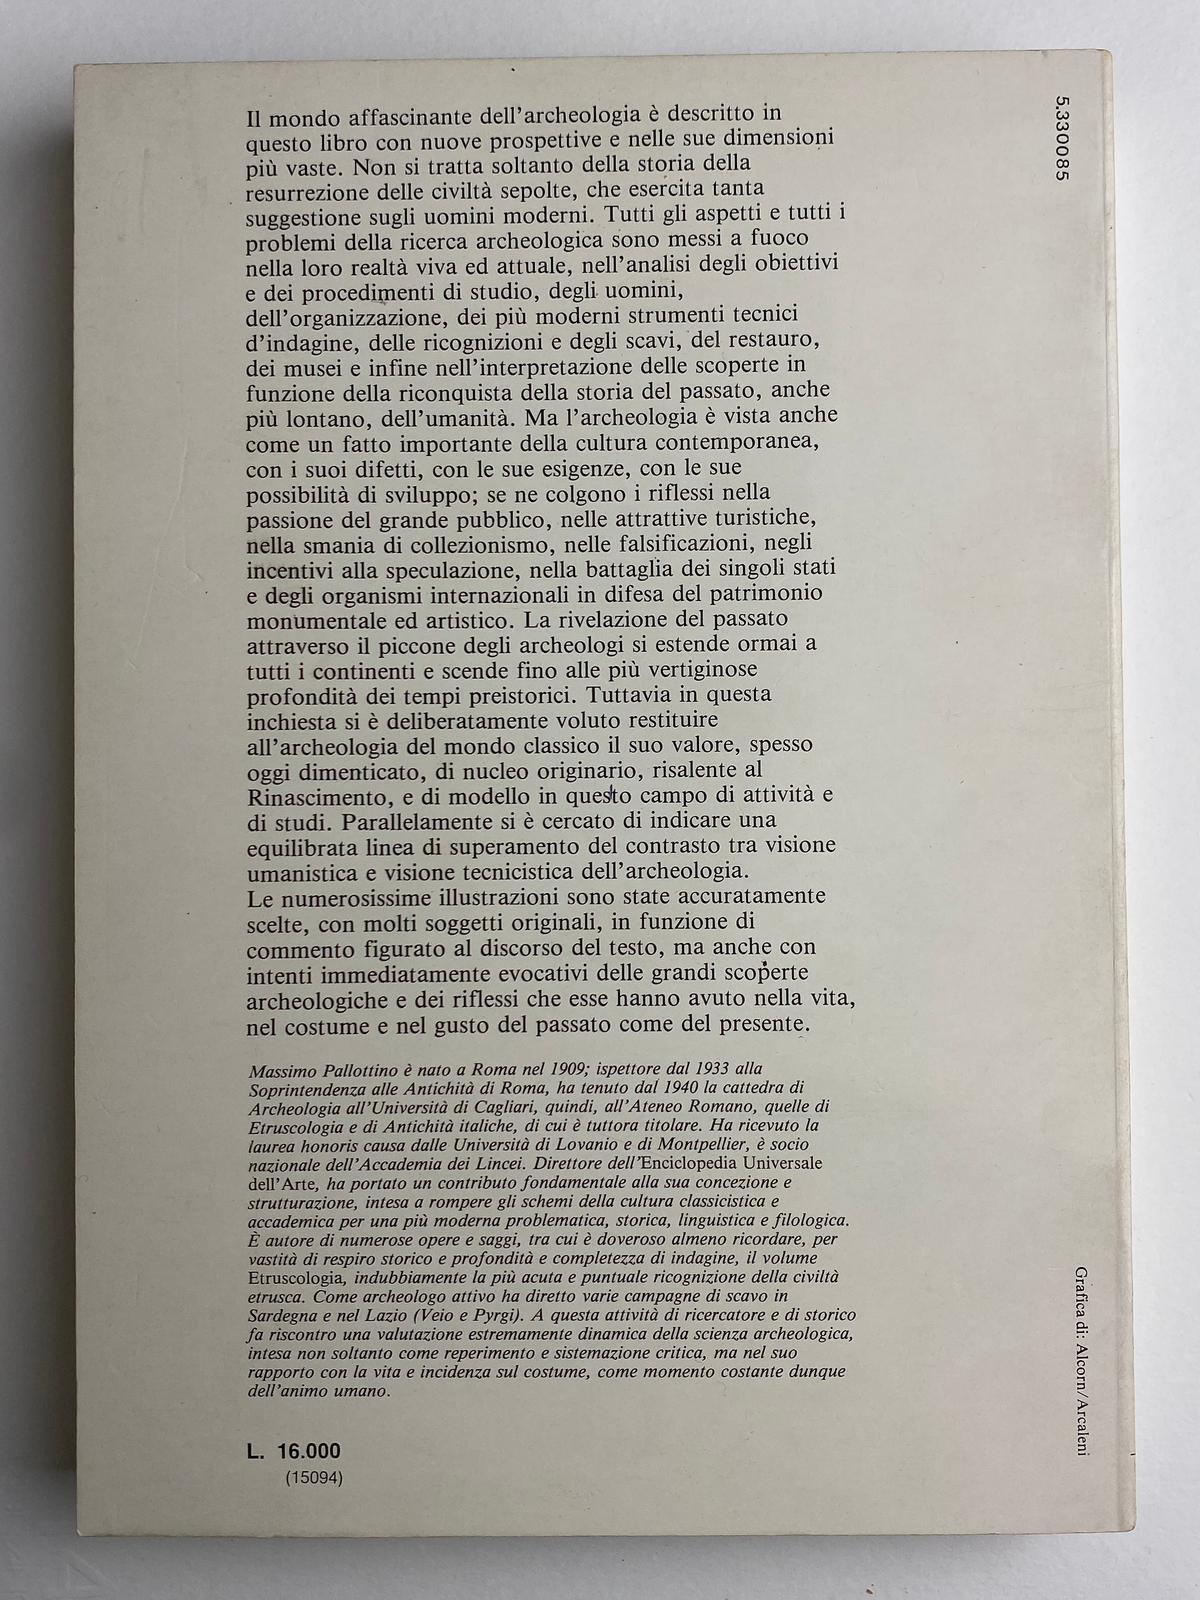 Il mondo affascinante dell'archeologia è descritto in
questo libro con nuove prospettive e nelle sue dimensioni
più vaste. Non si tratta soltanto della storia della
resurrezione delle civiltà sepolte, che esercita tanta
suggestione sugli uomini moderni. Tutti gli aspetti e tutti i
problemi della ricerca archeologica sono messi a fuoco
nella loro realtà viva ed attuale, nell'analisi degli obiettivi
e dei procedimenti di studio, degli uomini,
dell'organizzazione, dei più moderni strumenti tecnici
d'indagine, delle ricognizioni e degli scavi, del restauro,
dei musei e infine nell'interpretazione delle scoperte in
funzione della riconquista della storia del passato, anche
più lontano, dell'umanità. Ma l'archeologia è vista anche
come un fatto importante della cultura contemporanea,
con i suoi difetti, con le sue esigenze, con le sue
possibilità di sviluppo; se ne colgono i riflessi nella
passione del grande pubblico, nelle attrattive turistiche,
nella smania di collezionismo, nelle falsificazioni, negli
incentivi alla speculazione, nella battaglia dei singoli stati
e degli organismi internazionali in difesa del patrimonio
monumentale ed artistico. La rivelazione del passato
attraverso il piccone degli archeologi si estende ormai a
tutti i continenti e scende fino alle più vertiginose
profondità dei tempi preistorici. Tuttavia in questa
inchiesta si è deliberatamente voluto restituire
all'archeologia del mondo classico il suo valore, spesso
oggi dimenticato, di nucleo originario, risalente al
Rinascimento, e di modello in questo campo di attività e
di studi. Parallelamente si è cercato di indicare una
equilibrata linea di superamento del contrasto tra visione
umanistica e visione tecnicistica dell'archeologia.
Le numerosissime illustrazioni sono state accuratamente
scelte, con molti soggetti originali, in funzione di
commento figurato al discorso del testo, ma anche con
intenti immediatamente evocativi delle grandi scoperte
archeologiche e dei riflessi che esse hanno avuto nella vita,
nel costume e nel gusto del passato come del presente.
Massimo Pallottino è nato a Roma nel 1909; ispettore dal 1933 alla
Soprintendenza alle Antichità di Roma, ha tenuto dal 1940 la cattedra di
Archeologia all'Università di Cagliari, quindi, all'Ateneo Romano, quelle di
Etruscologia e di Antichità italiche, di cui è tuttora titolare. Ha ricevuto la
laurea honoris causa dalle Università di Lovanio e di Montpellier, è socio
nazionale dell'Accademia dei Lincei. Direttore dell'Enciclopedia Universale
dell'Arte, ha portato un contributo fondamentale alla sua concezione e
strutturazione, intesa a rompere gli schemi della cultura classicistica e
accademica per una più moderna problematica, storica, linguistica e filologica.
È autore di numerose opere e saggi, tra cui è doveroso almeno ricordare, per
vastità di respiro storico e profondità e completezza di indagine, il volume
Etruscologia, indubbiamente la più acuta e puntuale ricognizione della civiltà
etrusca. Come archeologo attivo ha diretto varie campagne di scavo in
Sardegna e nel Lazio (Veio e Pyrgi). A questa attività di ricercatore e di storico
fa riscontro una valutazione estremamente dinamica della scienza archeologica,
intesa non soltanto come reperimento e sistemazione critica, ma nel suo
rapporto con la vita e incidenza sul costume, come momento costante dunque
dell'animo umano.
L. 16.000
(15094)
5.330085
Grafica di: Alcorn/Arcaleni